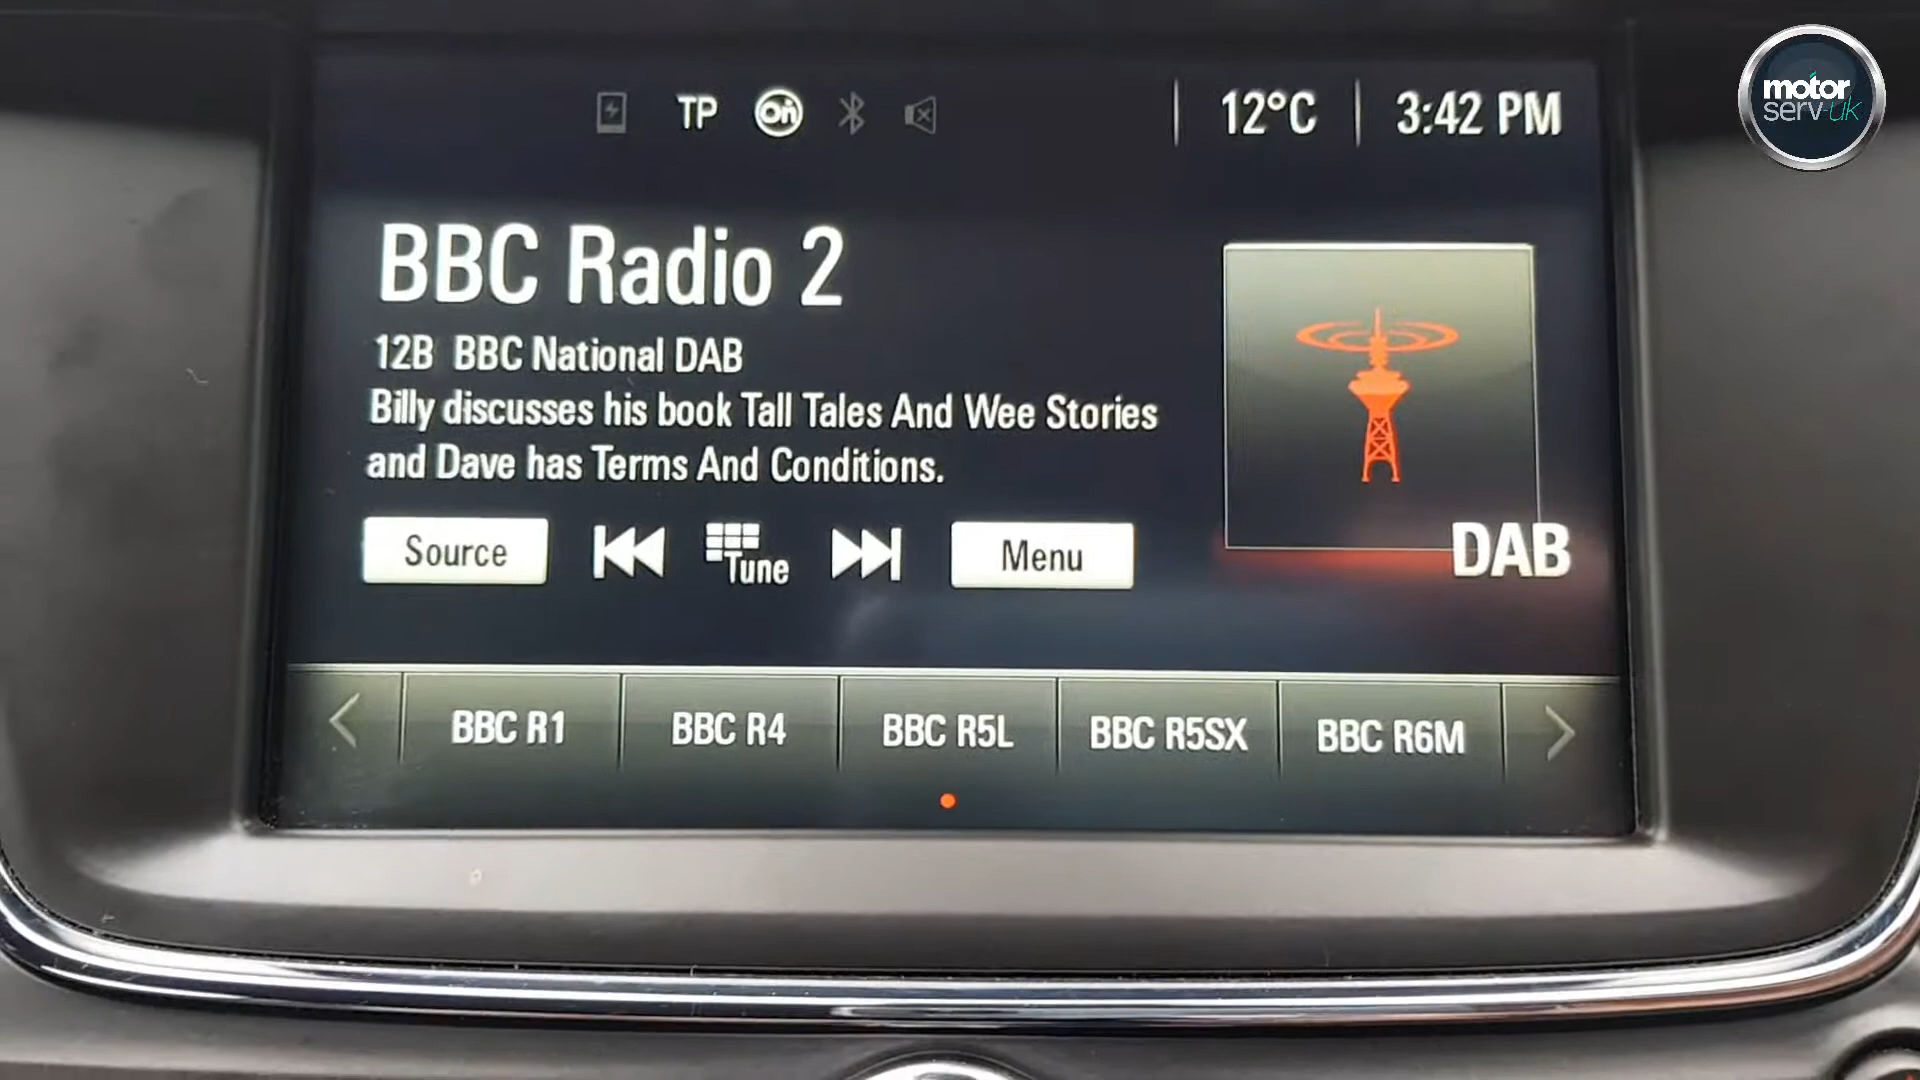 TP On 12°C 3:42 PM
motor
serv-uk
BBC Radio 2
12B BBC National DAB
Billy discusses his book Tall Tales And Wee Stories
and Dave has Terms And Conditions.
Source Tune Menu
DAB
BBC R1 BBC R4 BBC R5L BBC R5SX BBC R6M